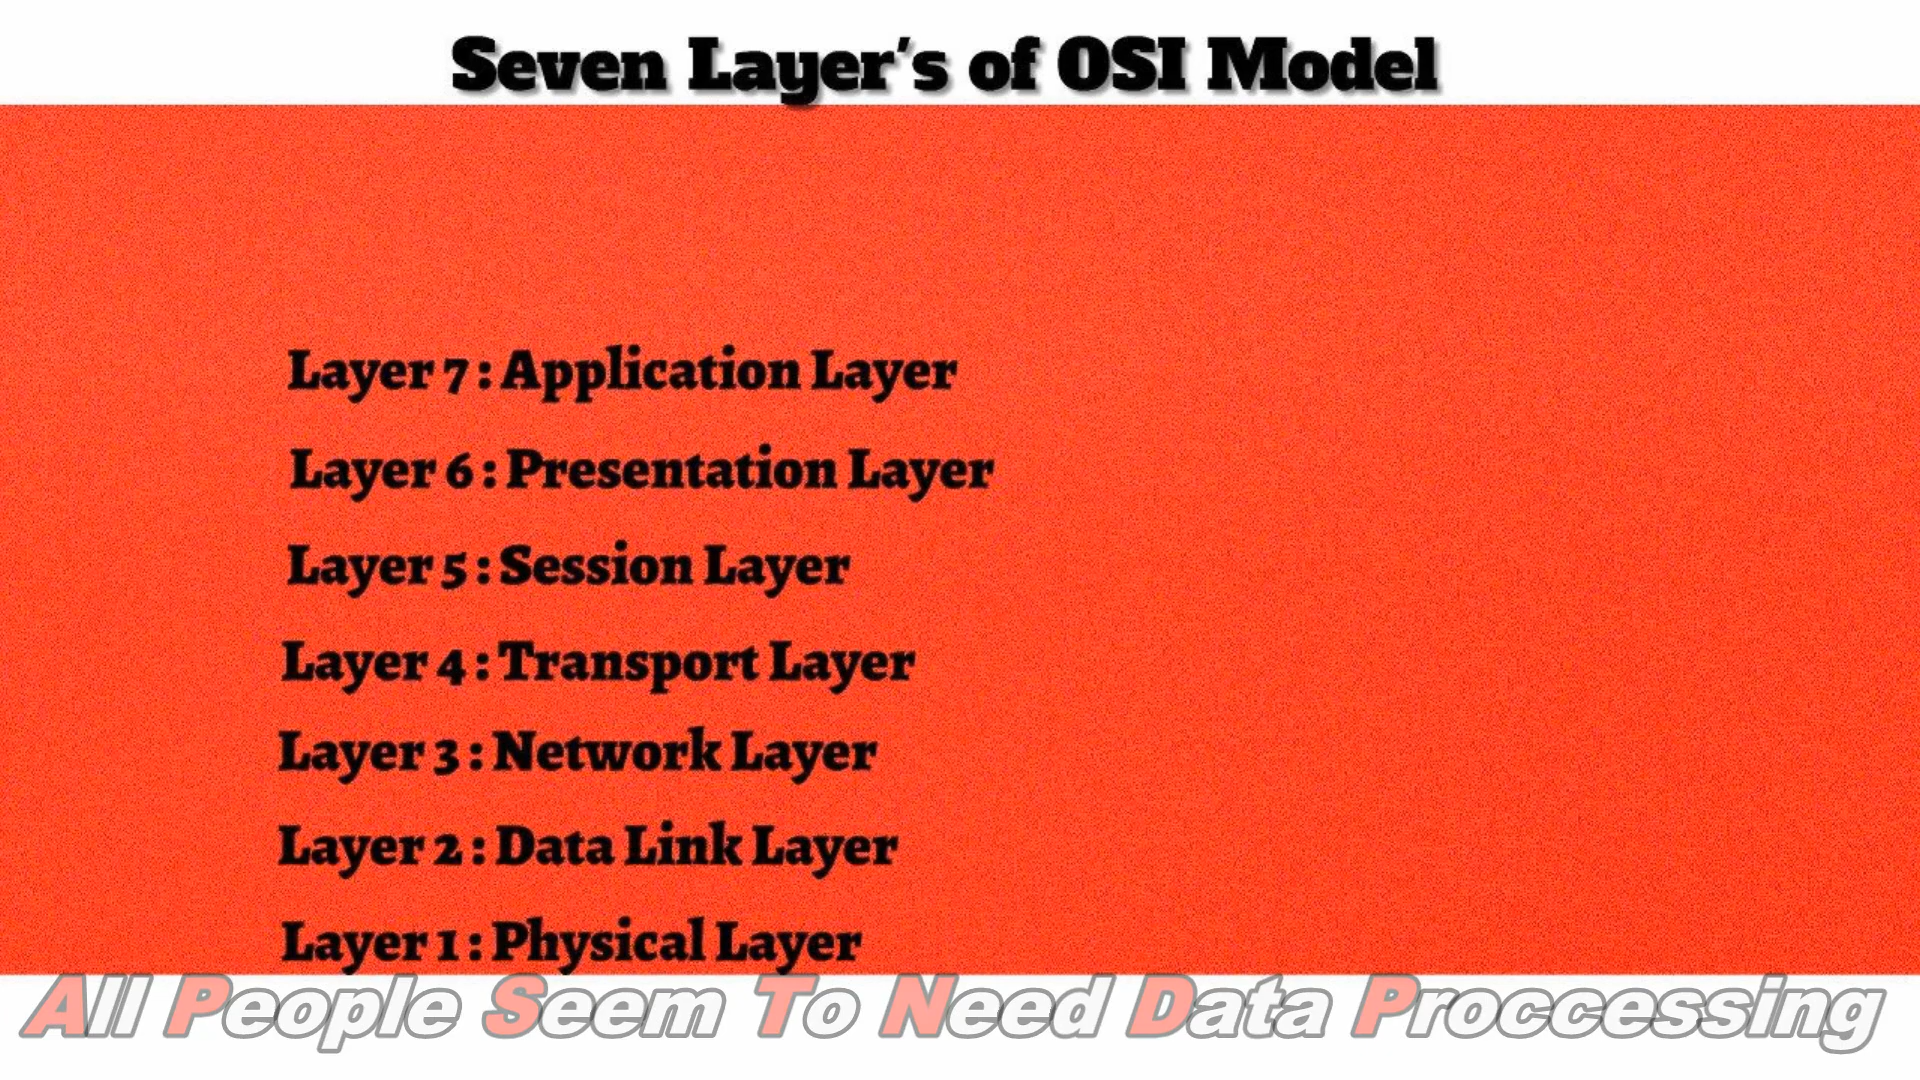 Seven Layer's of OSI Model
Layer 7 : Application Layer
Layer 6 : Presentation Layer
Layer 5 : Session Layer
Layer 4 : Transport Layer
Layer 3 : Network Layer
Layer 2 : Data Link Layer
Layer 1 : Physical Layer
All People Seem To Need Data Proccessing